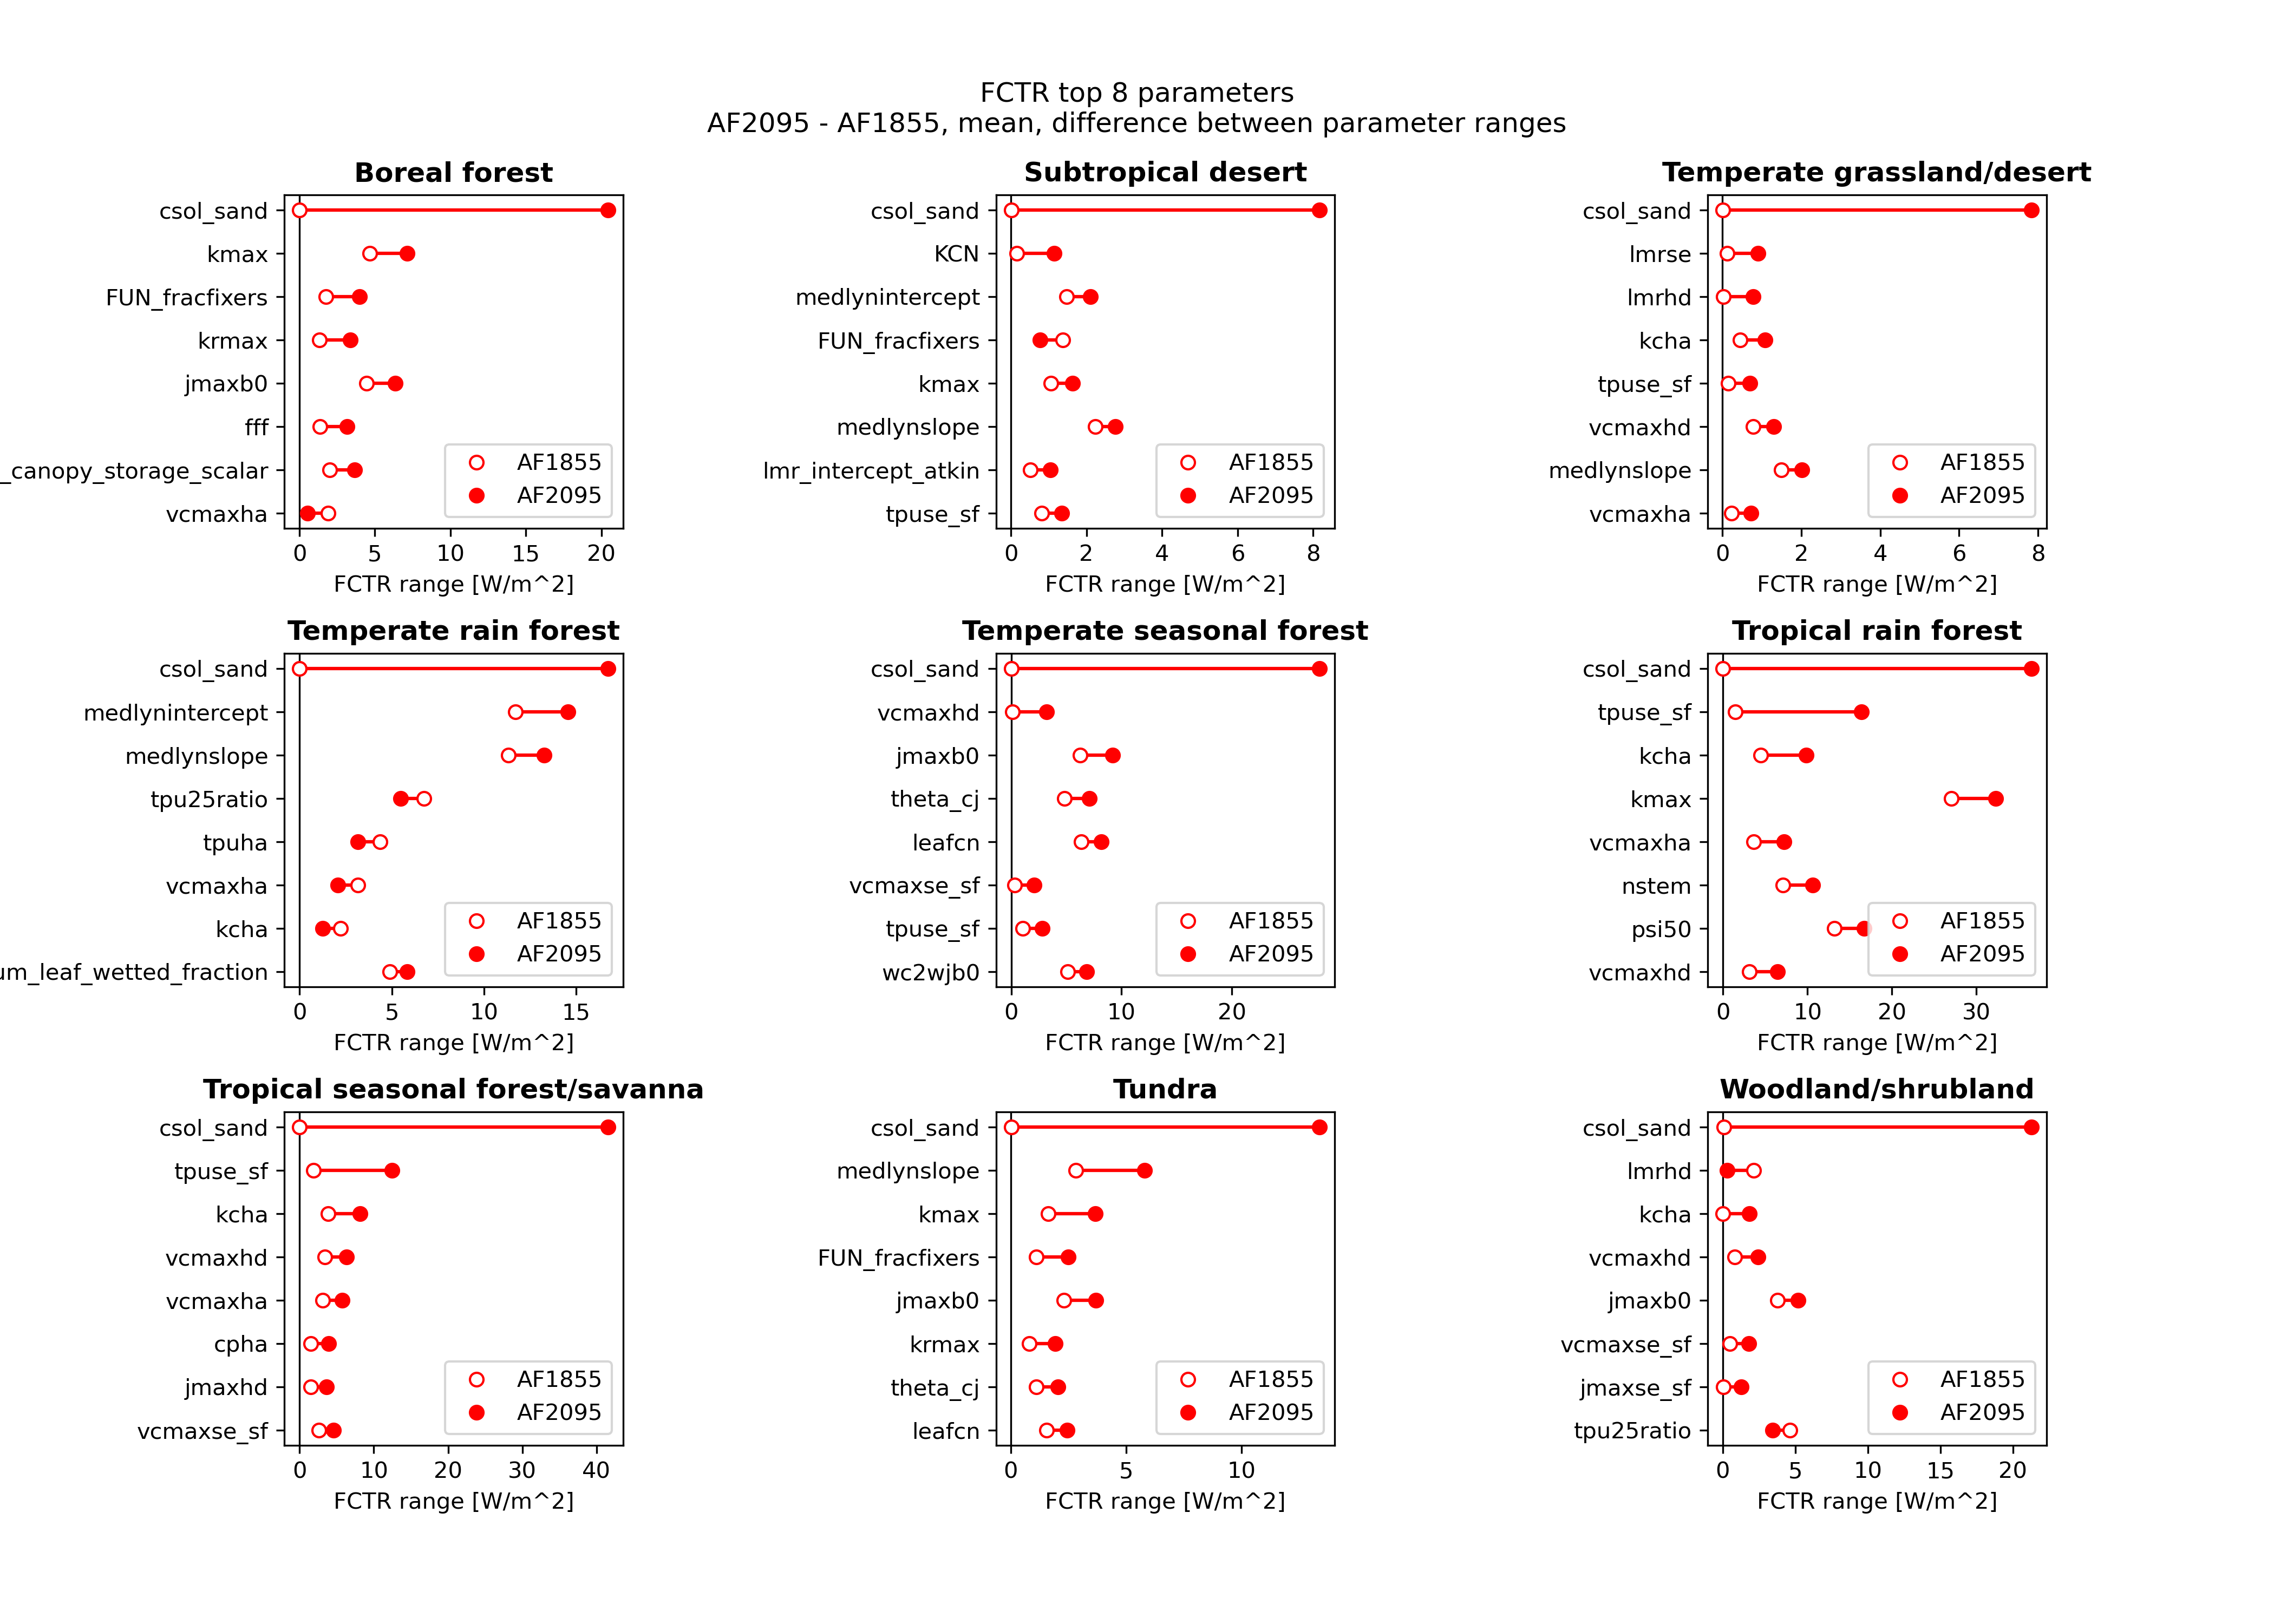 FCTR top 8 parameters
AF2095 - AF1855, mean, difference between parameter ranges
Boreal forest
csol_sand
kmax
FUN_fracfixers
krmax
jmaxb0
fff
_canopy_storage_scalar
vcmaxha
AF1855
AF2095
0 5 10 15 20
FCTR range [W/m^2]
Subtropical desert
csol_sand
KCN
medlynintercept
FUN_fracfixers
kmax
medlynslope
lmr_intercept_atkin
tpuse_sf
AF1855
AF2095
0 2 4 6 8
FCTR range [W/m^2]
Temperate grassland/desert
csol_sand
lmrse
lmrhd
kcha
tpuse_sf
vcmaxhd
medlynslope
vcmaxha
AF1855
AF2095
0 2 4 6 8
FCTR range [W/m^2]
Temperate rain forest
csol_sand
medlynintercept
medlynslope
tpu25ratio
tpuha
vcmaxha
kcha
um_leaf_wetted_fraction
AF1855
AF2095
0 5 10 15
FCTR range [W/m^2]
Temperate seasonal forest
csol_sand
vcmaxhd
jmaxb0
theta_cj
leafcn
vcmaxse_sf
tpuse_sf
wc2wjb0
AF1855
AF2095
0 10 20
FCTR range [W/m^2]
Tropical rain forest
csol_sand
tpuse_sf
kcha
kmax
vcmaxha
nstem
psi50
vcmaxhd
AF1855
AF2095
0 10 20 30
FCTR range [W/m^2]
Tropical seasonal forest/savanna
csol_sand
tpuse_sf
kcha
vcmaxhd
vcmaxha
cpha
jmaxhd
vcmaxse_sf
AF1855
AF2095
0 10 20 30 40
FCTR range [W/m^2]
Tundra
csol_sand
medlynslope
kmax
FUN_fracfixers
jmaxb0
krmax
theta_cj
leafcn
AF1855
AF2095
0 5 10
FCTR range [W/m^2]
Woodland/shrubland
csol_sand
lmrhd
kcha
vcmaxhd
jmaxb0
vcmaxse_sf
jmaxse_sf
tpu25ratio
AF1855
AF2095
0 5 10 15 20
FCTR range [W/m^2]